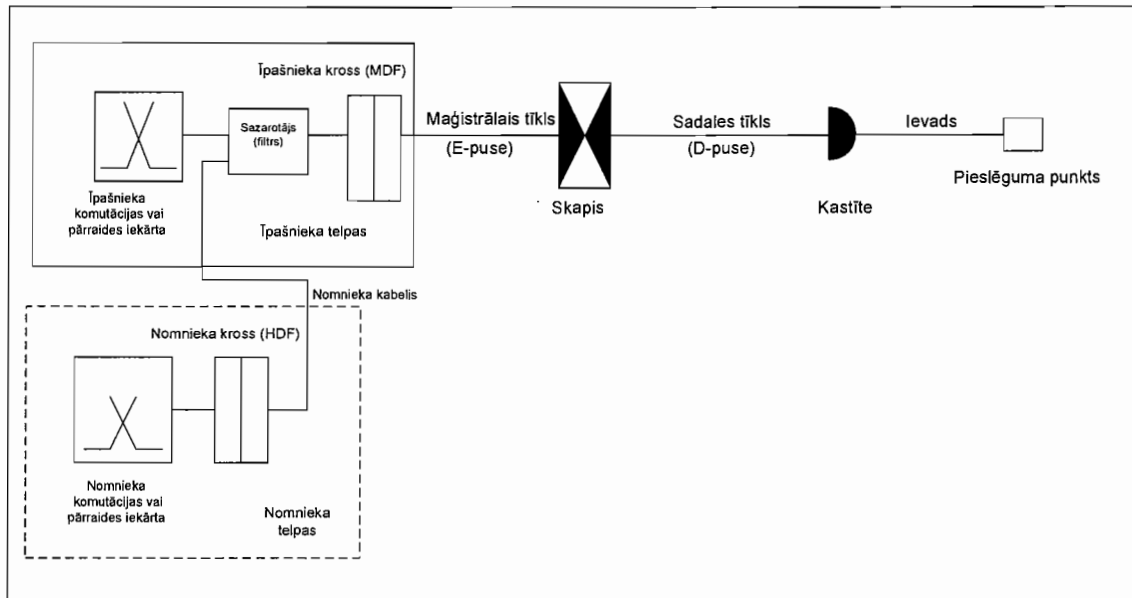 Īpašnieka kross (MDF)
Sazarotājs
(filtrs)
Īpašnieka
komutācijas vai
pārraides iekārta
Īpašnieka telpas
Maģistrālais tīkls
(E-puse)
Skapis
Sadales tīkls
(D-puse)
Kastīte
Ievads
Pieslēguma punkts
Nomnieka kabelis
Nomnieka kross (HDF)
Nomnieka
komutācijas vai
pārraides iekārta
Nomnieka
telpas